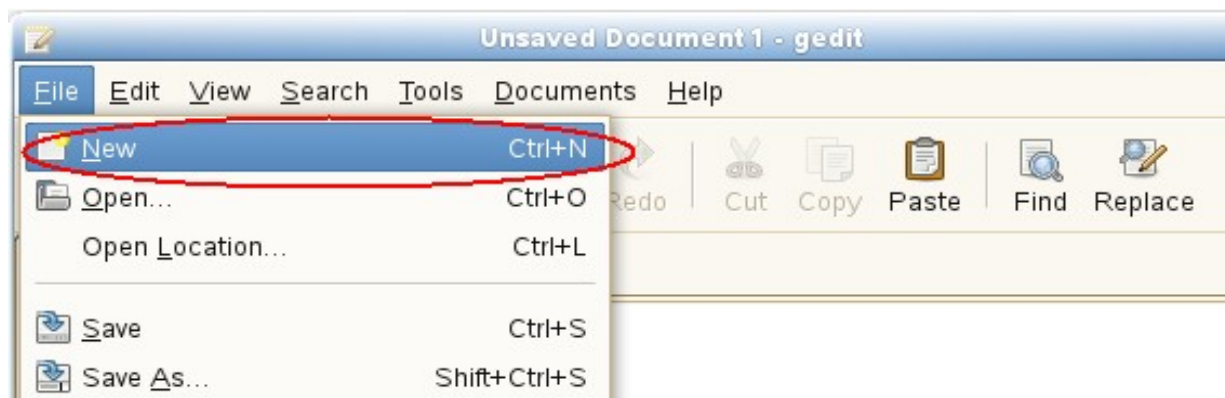 Unsaved Document 1 - gedit
File Edit View Search Tools Documents Help
New Ctrl+N
Open... Ctrl+O
Open Location... Ctrl+L
Save Ctrl+S
Save As... Shift+Ctrl+S
Redo Cut Copy Paste Find Replace